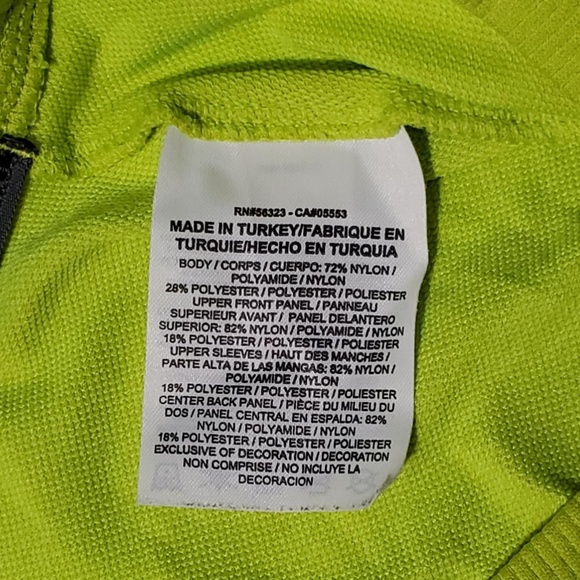 RN#56323 - CA#05553
MADE IN TURKEY/FABRIQUE EN
TURQUIE/HECHO EN TURQUIA
BODY / CORPS / CUERPO: 72% NYLON /
POLYAMIDE / NYLON
28% POLYESTER / POLYESTER / POLIESTER
UPPER FRONT PANEL / PANNEAU
SUPERIEUR AVANT / PANEL DELANTERO
SUPERIOR: 82% NYLON / POLYAMIDE / NYLON
18% POLYESTER / POLYESTER / POLIESTER
UPPER SLEEVES / HAUT DES MANCHES /
PARTE ALTA DE LAS MANGAS: 82% NYLON /
POLYAMIDE / NYLON
18% POLYESTER / POLYESTER / POLIESTER
CENTER BACK PANEL / PIÈCE DU MILIEU DU
DOS / PANEL CENTRAL EN ESPALDA: 82%
NYLON / POLYAMIDE / NYLON
18% POLYESTER / POLYESTER / POLIESTER
EXCLUSIVE OF DECORATION / DECORATION
NON COMPRISE / NO INCLUYE LA
DECORACION